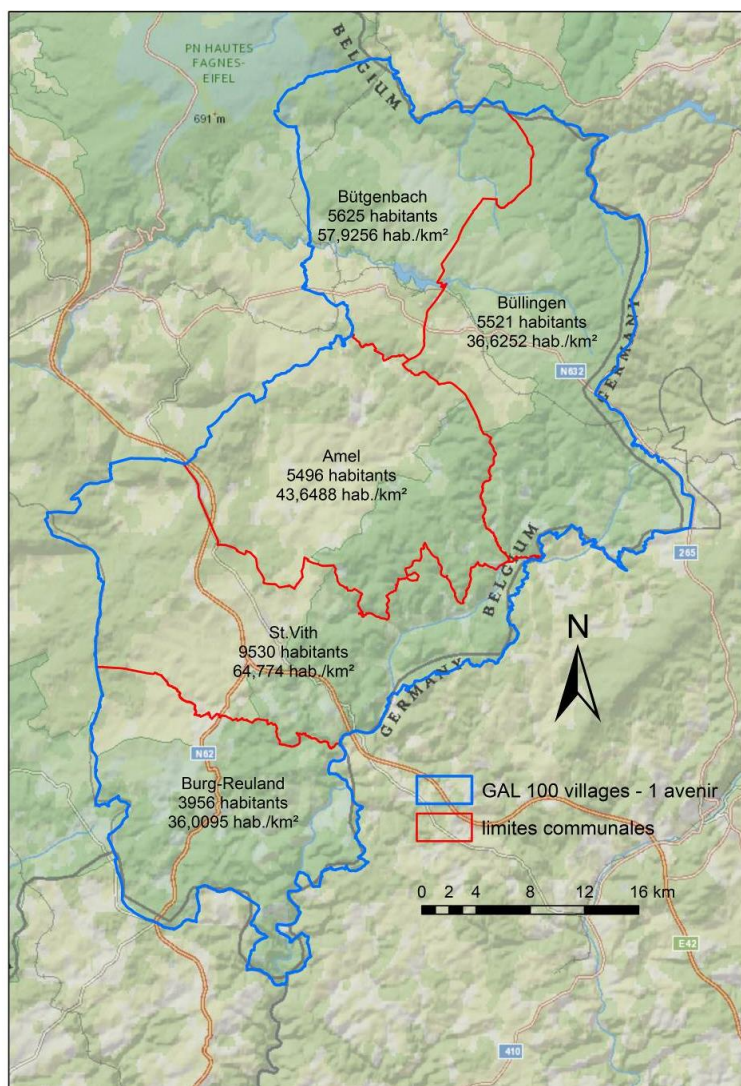 PN HAUTES
FAGNES-
EIFEL
691 m
BELGIUM
Bütgenbach
5625 habitants
57,9256 hab./km²
Büllingen
5521 habitants
36,6252 hab./km²
GERMANY
N632
Amel
5496 habitants
43,6488 hab./km²
BELGIUM
265
N
St.Vith
9530 habitants
64,774 hab./km²
GERMANY
N62
Burg-Reuland
3956 habitants
36,0095 hab./km²
GAL 100 villages - 1 avenir
limites communales
0 2 4 8 12 16 km
E42
410